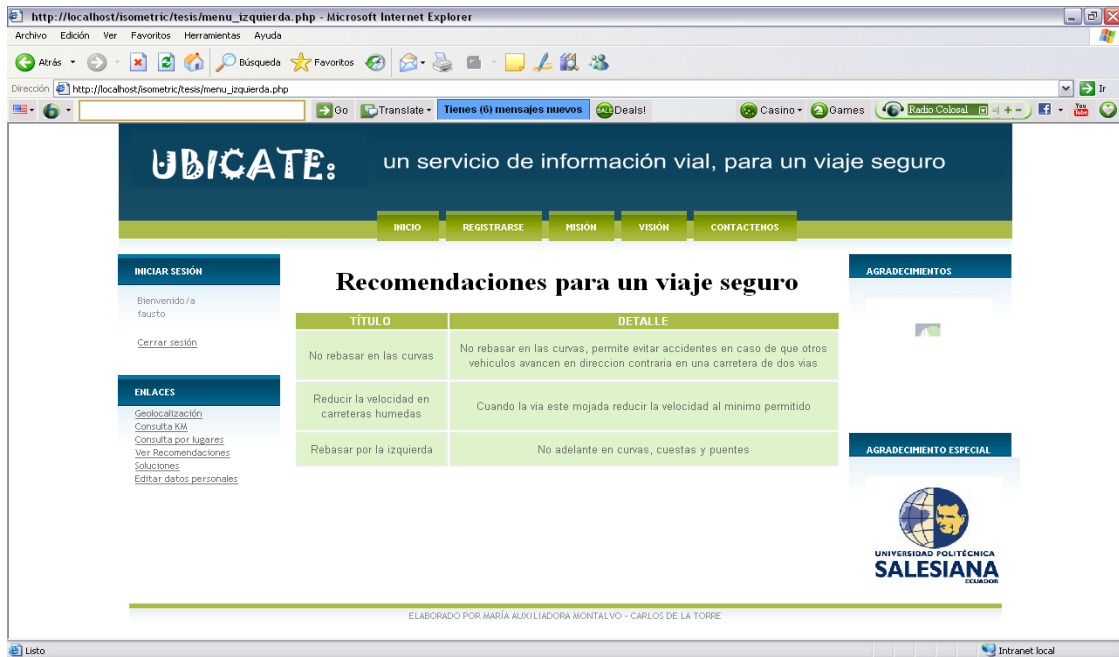 http://localhost/isometric/tesis/menu_izquierda.php - Microsoft Internet Explorer
Archivo Edición Ver Favoritos Herramientas Ayuda
Atrás Búsqueda Favoritos
Dirección http://localhost/isometric/tesis/menu_izquierda.php Ir
Go Translate Tienes (6) mensajes nuevos SALE Deals! Casino Games Radio Colosal You Tube
UBICATE: un servicio de información vial, para un viaje seguro
INICIO REGISTRARSE MISIÓN VISIÓN CONTACTENOS
INICIAR SESIÓN
Bienvenido/a
fausto
Cerrar sesión
ENLACES
Geolocalización
Consulta KM
Consulta por lugares
Ver Recomendaciones
Soluciones
Editar datos personales
Recomendaciones para un viaje seguro
TÍTULO DETALLE
No rebasar en las curvas
No rebasar en las curvas, permite evitar accidentes en caso de que otros
vehiculos avancen en direccion contraria en una carretera de dos vias
Reducir la velocidad en
carreteras humedas
Cuando la via este mojada reducir la velocidad al minimo permitido
Rebasar por la izquierda
No adelante en curvas, cuestas y puentes
AGRADECIMIENTOS
AGRADECIMIENTO ESPECIAL
UNIVERSIDAD POLITÉCNICA
SALESIANA
ECUADOR
ELABORADO POR MARÍA AUXILIADORA MONTALVO - CARLOS DE LA TORRE
Listo Intranet local